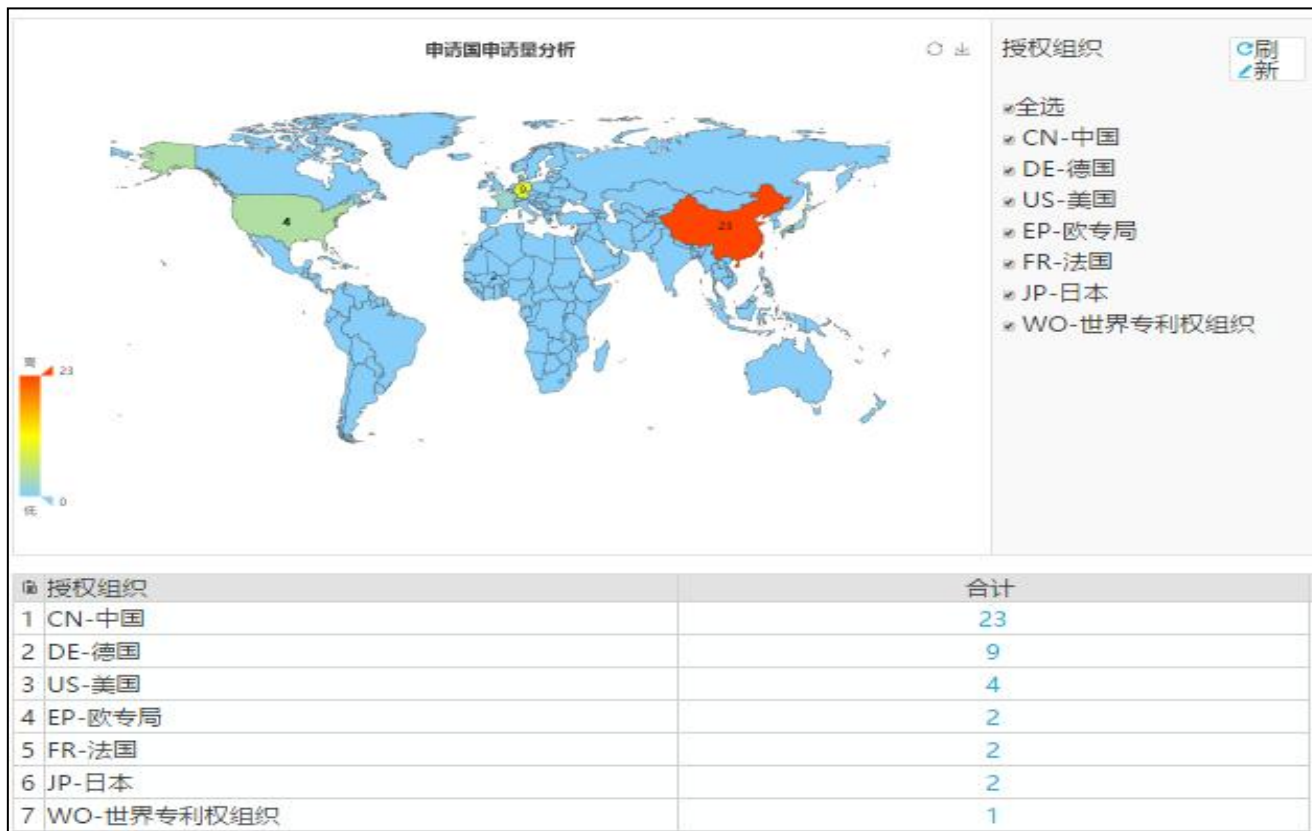 申请国申请量分析
授权组织
刷新
全选
CN-中国
DE-德国
US-美国
EP-欧专局
FR-法国
JP-日本
WO-世界专利权组织
9
4
23
高
23
0
低
授权组织 合计
1 CN-中国 23
2 DE-德国 9
3 US-美国 4
4 EP-欧专局 2
5 FR-法国 2
6 JP-日本 2
7 WO-世界专利权组织 1